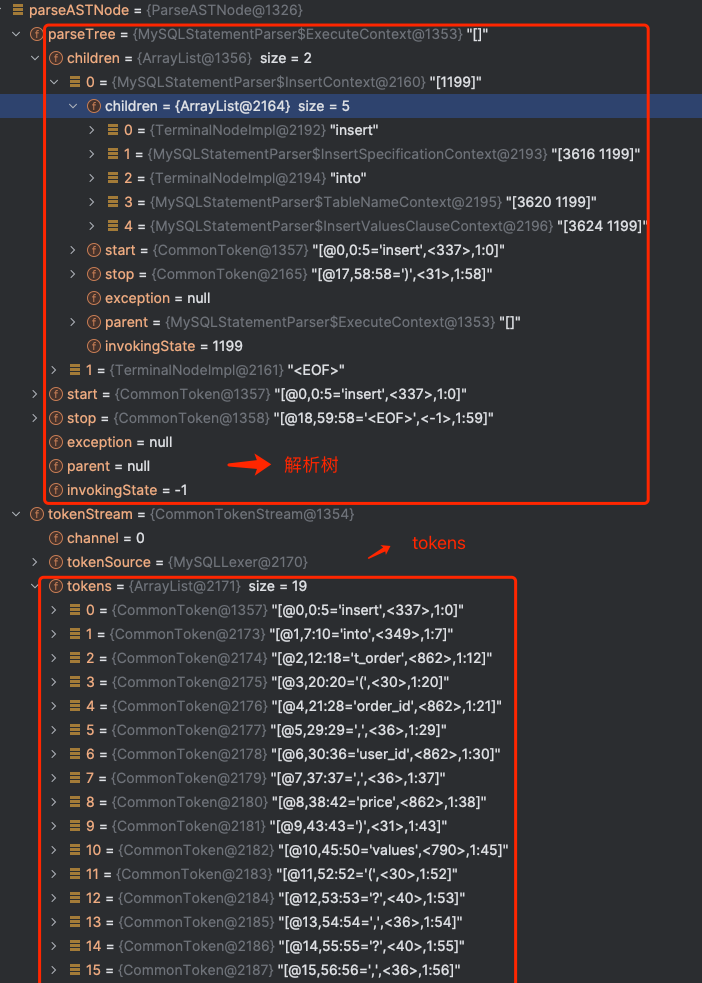 parseASTNode = {ParseASTNode@1326}
parseTree = {MySQLStatementParser$ExecuteContext@1353} "[]"
children = {ArrayList@1356} size = 2
0 = {MySQLStatementParser$InsertContext@2160} "[1199]"
children = {ArrayList@2164} size = 5
0 = {TerminalNodeImpl@2192} "insert"
1 = {MySQLStatementParser$InsertSpecificationContext@2193} "[3616 1199]"
2 = {TerminalNodeImpl@2194} "into"
3 = {MySQLStatementParser$TableNameContext@2195} "[3620 1199]"
4 = {MySQLStatementParser$InsertValuesClauseContext@2196} "[3624 1199]"
start = {CommonToken@1357} "[@0,0:5='insert',<337>,1:0]"
stop = {CommonToken@2165} "[@17,58:58=')',<31>,1:58]"
exception = null
parent = {MySQLStatementParser$ExecuteContext@1353} "[]"
invokingState = 1199
1 = {TerminalNodeImpl@2161} "<EOF>"
start = {CommonToken@1357} "[@0,0:5='insert',<337>,1:0]"
stop = {CommonToken@1358} "[@18,59:58='<EOF>',<-1>,1:59]"
exception = null
parent = null
解析树
invokingState = -1
tokenStream = {CommonTokenStream@1354}
channel = 0
tokens
tokenSource = {MySQLLexer@2170}
tokens = {ArrayList@2171} size = 19
0 = {CommonToken@1357} "[@0,0:5='insert',<337>,1:0]"
1 = {CommonToken@2173} "[@1,7:10='into',<349>,1:7]"
2 = {CommonToken@2174} "[@2,12:18='t_order',<862>,1:12]"
3 = {CommonToken@2175} "[@3,20:20='(',<30>,1:20]"
4 = {CommonToken@2176} "[@4,21:28='order_id',<862>,1:21]"
5 = {CommonToken@2177} "[@5,29:29=',',<36>,1:29]"
6 = {CommonToken@2178} "[@6,30:36='user_id',<862>,1:30]"
7 = {CommonToken@2179} "[@7,37:37=',',<36>,1:37]"
8 = {CommonToken@2180} "[@8,38:42='price',<862>,1:38]"
9 = {CommonToken@2181} "[@9,43:43=')',<31>,1:43]"
10 = {CommonToken@2182} "[@10,45:50='values',<790>,1:45]"
11 = {CommonToken@2183} "[@11,52:52='(',<30>,1:52]"
12 = {CommonToken@2184} "[@12,53:53='?',<40>,1:53]"
13 = {CommonToken@2185} "[@13,54:54=',',<36>,1:54]"
14 = {CommonToken@2186} "[@14,55:55='?',<40>,1:55]"
15 = {CommonToken@2187} "[@15,56:56=',',<36>,1:56]"